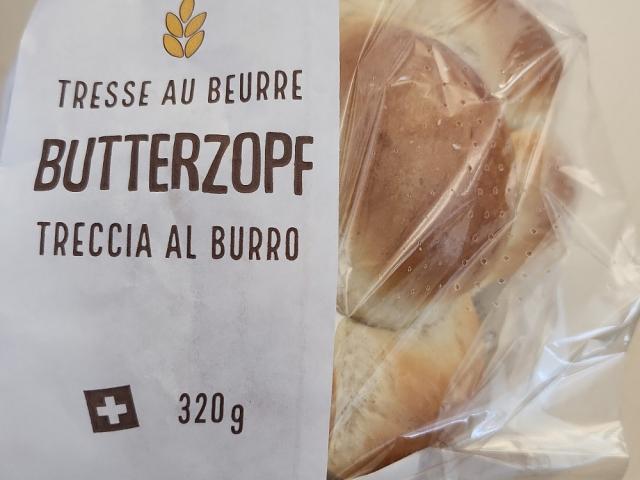 TRESSE AU BEURRE
BUTTERZOPF
TRECCIA AL BURRO
320g